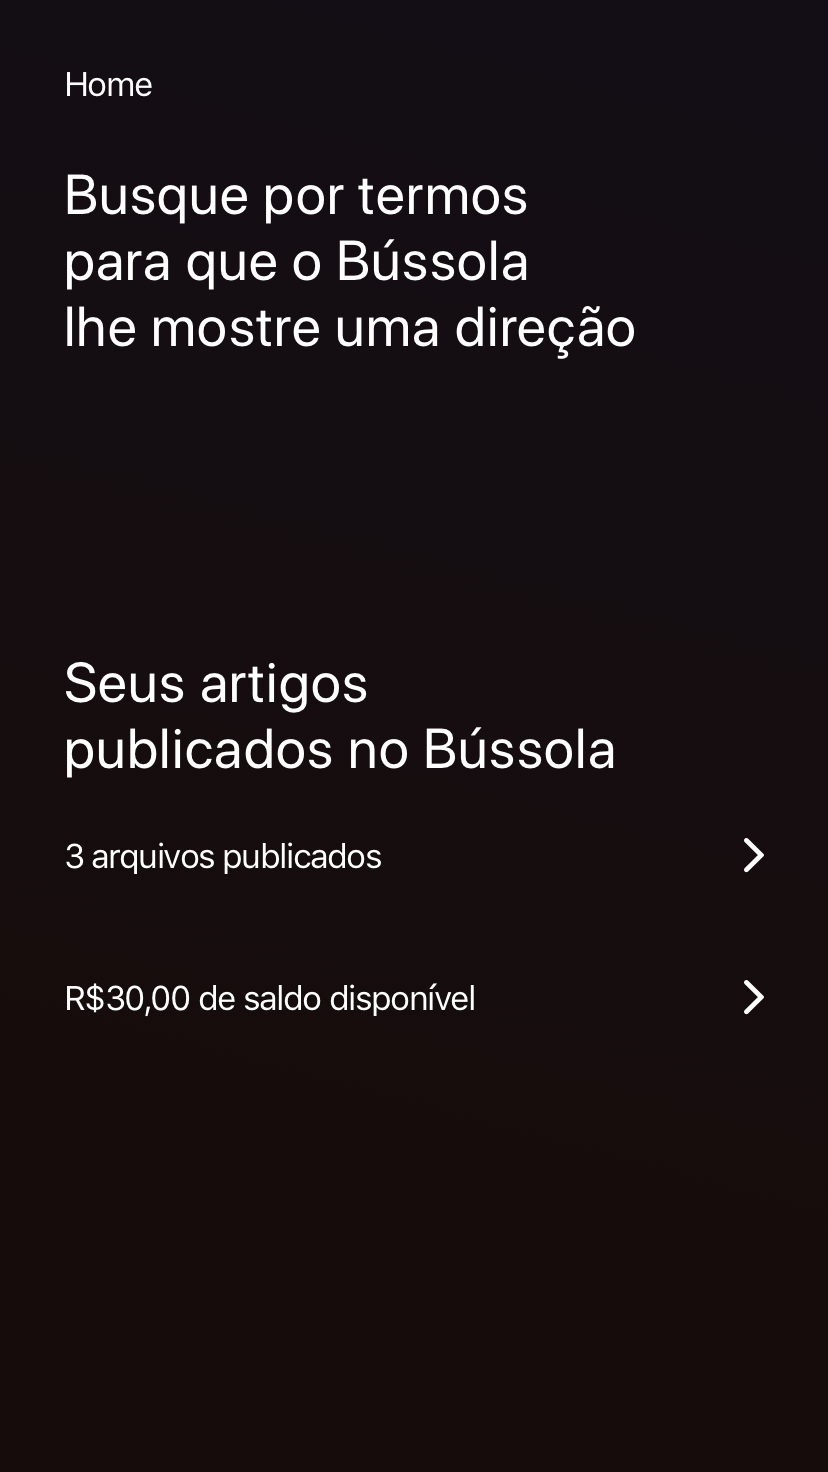 Home
Busque por termos
para que o Bússola
lhe mostre uma direção
Seus artigos
publicados no Bússola
3 arquivos publicados
R$30,00 de saldo disponível